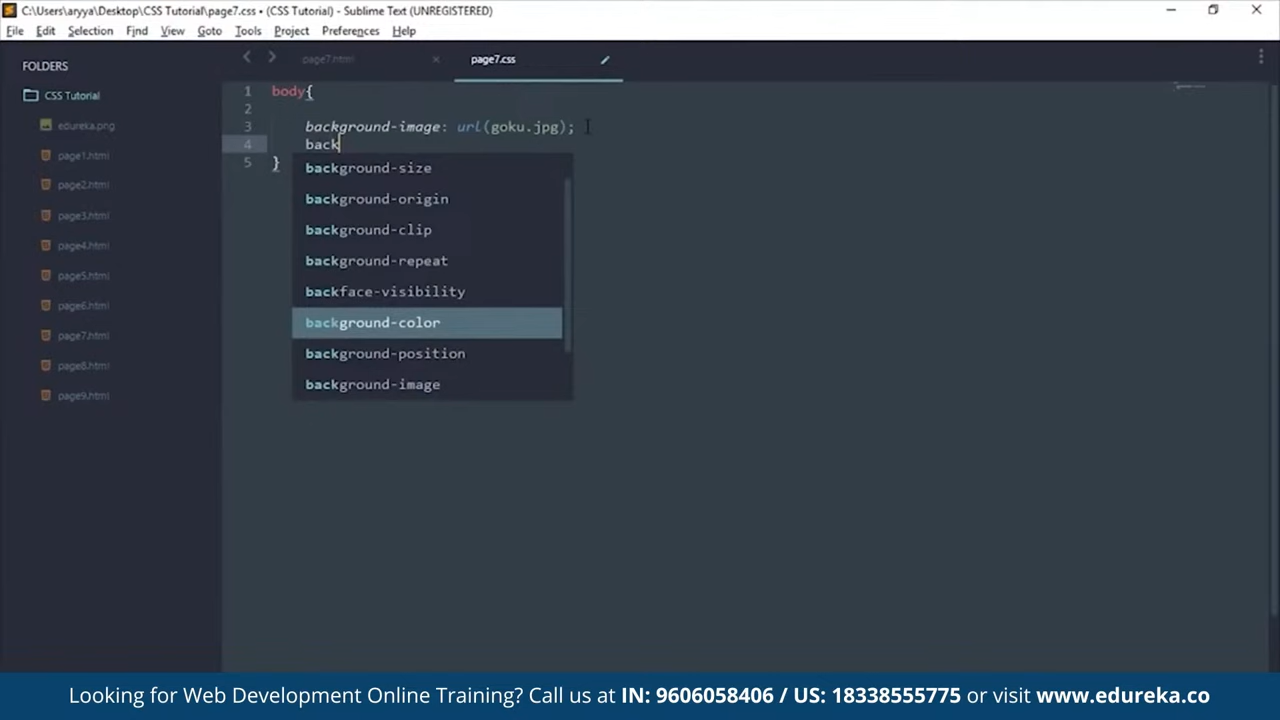 C:\Users\aryya\Desktop\CSS Tutorial\page7.css • (CSS Tutorial) - Sublime Text (UNREGISTERED)
File Edit Selection Find View Goto Tools Project Preferences Help
FOLDERS
CSS Tutorial
edureka.png
page1.html
page2.html
page3.html
page4.html
page5.html
page6.html
page7.html
page8.html
page9.html
page7.html
page7.css
1 body{
2
3 background-image: url(goku.jpg);
4 back
5 }
background-size
background-origin
background-clip
background-repeat
backface-visibility
background-color
background-position
background-image
Looking for Web Development Online Training? Call us at IN: 9606058406 / US: 18338555775 or visit www.edureka.co